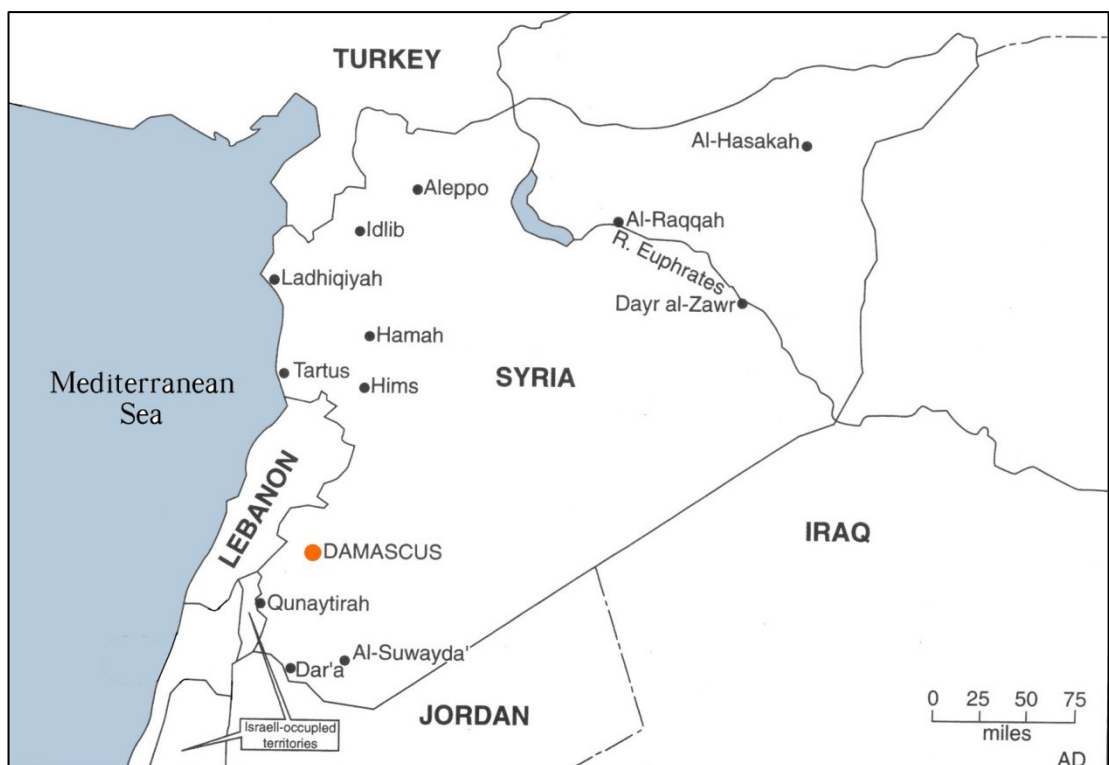 TURKEY
Al-Hasakah
Aleppo
Al-Raqqah
Idlib
R. Euphrates
Ladhiqiyah
Dayr al-Zawr
Hamah
Tartus
SYRIA
Hims
Mediterranean
Sea
LEBANON
IRAQ
DAMASCUS
Qunaytirah
Al-Suwayda'
Dar'a
JORDAN
Israell-occupied
territories
0 25 50 75
miles
AD